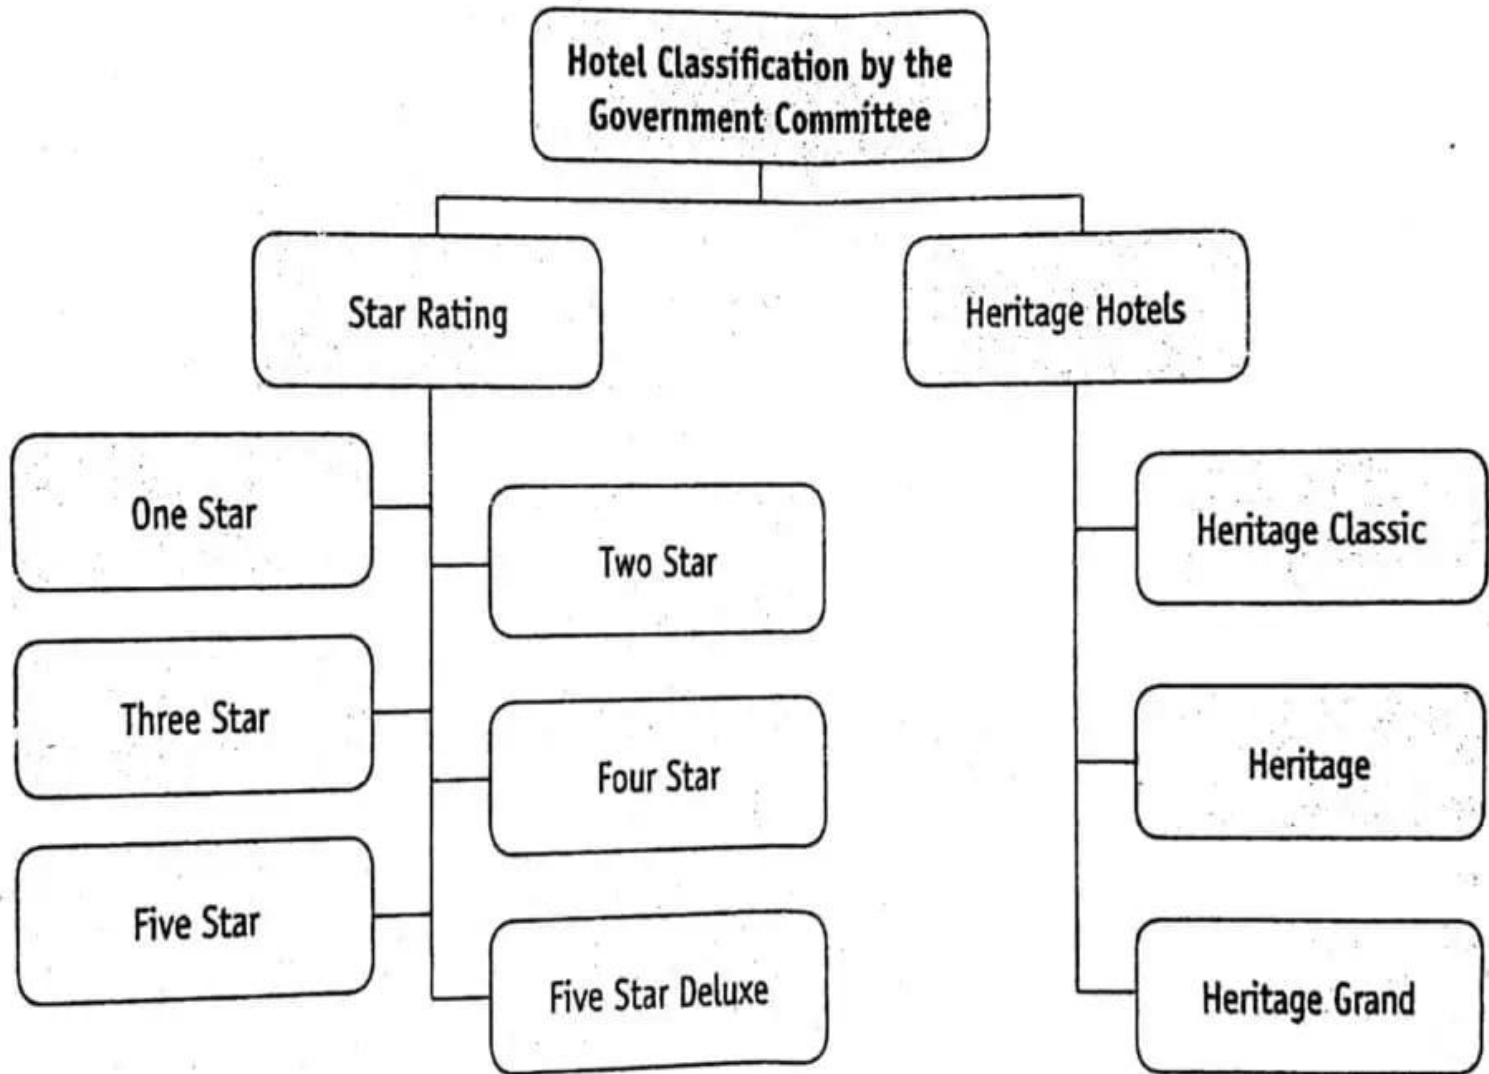 Hotel Classification by the
Government Committee
Star Rating
Heritage Hotels
One Star
Two Star
Three Star
Four Star
Five Star
Five Star Deluxe
Heritage Classic
Heritage
Heritage Grand